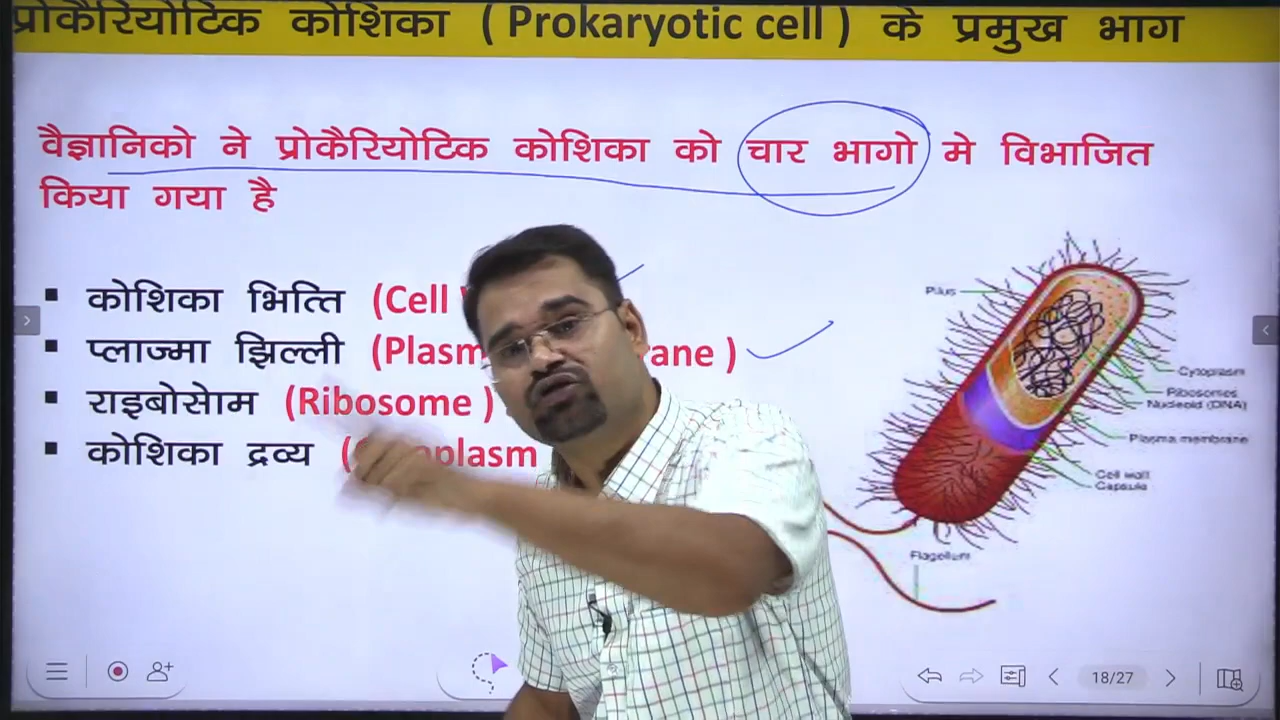 प्रोकैरियोटिक कोशिका ( Prokaryotic cell ) के प्रमुख भाग
वैज्ञानिको ने प्रोकैरियोटिक कोशिका को चार भागो मे विभाजित
किया गया है
▪ कोशिका भित्ति (Cell
▪ प्लाज्मा झिल्ली (Plasm ane )
▪ राइबोसेाम (Ribosome )
▪ कोशिका द्रव्य ( plasm
Pilus
Cytoplasm
Ribosomes
Nucleoid (DNA)
Plasma membrane
Cell wall
Capsule
Flagellum
18/27